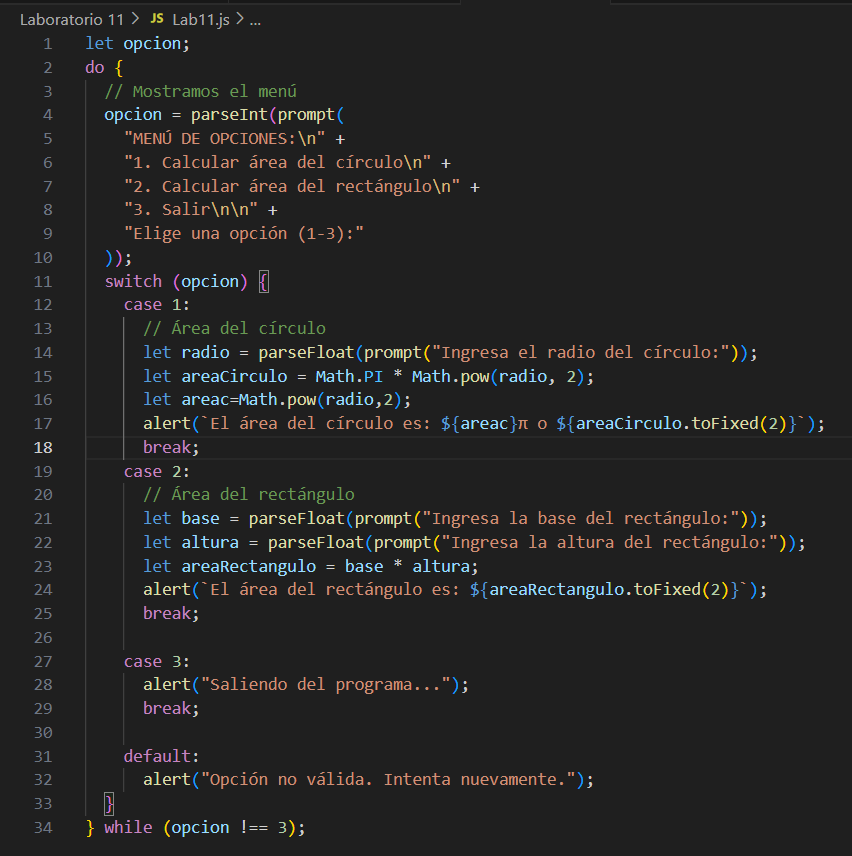 Laboratorio 11 > JS Lab11.js > ...
1 let opcion;
2 do {
3 // Mostramos el menú
4 opcion = parseInt(prompt(
5 "MENÚ DE OPCIONES:\n" +
6 "1. Calcular área del círculo\n" +
7 "2. Calcular área del rectángulo\n" +
8 "3. Salir\n\n" +
9 "Elige una opción (1-3):"
10 ));
11 switch (opcion) {
12 case 1:
13 // Área del círculo
14 let radio = parseFloat(prompt("Ingresa el radio del círculo:"));
15 let areaCirculo = Math.PI * Math.pow(radio, 2);
16 let areac=Math.pow(radio,2);
17 alert(`El área del círculo es: ${areac}π o ${areaCirculo.toFixed(2)}`);
18 break;
19 case 2:
20 // Área del rectángulo
21 let base = parseFloat(prompt("Ingresa la base del rectángulo:"));
22 let altura = parseFloat(prompt("Ingresa la altura del rectángulo:"));
23 let areaRectangulo = base * altura;
24 alert(`El área del rectángulo es: ${areaRectangulo.toFixed(2)}`);
25 break;
26
27 case 3:
28 alert("Saliendo del programa...");
29 break;
30
31 default:
32 alert("Opción no válida. Intenta nuevamente.");
33 }
34 } while (opcion !== 3);